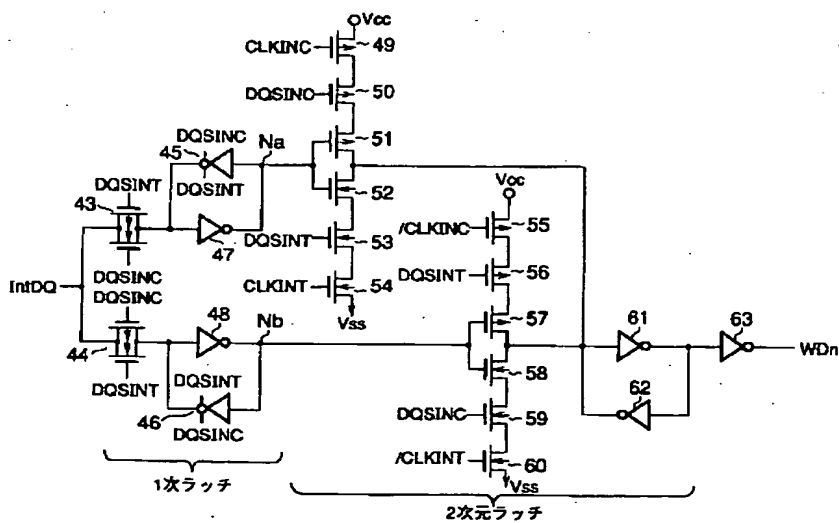 Vcc
CLKINC
49
DQSINC
50
DQSINC
45
Na
51
DQSINT
DQSINT
43
47
52
DQSINT
53
DQSINC
IntDQ
DQSINC
CLKINT
54
Vss
Vcc
/CLKINC
55
DQSINT
56
48
Nb
57
61
63
WDn
44
DQSINT
DQSINT
58
62
46
DQSINC
DQSINC
59
/CLKINT
60
Vss
1次ラッチ
2次元ラッチ